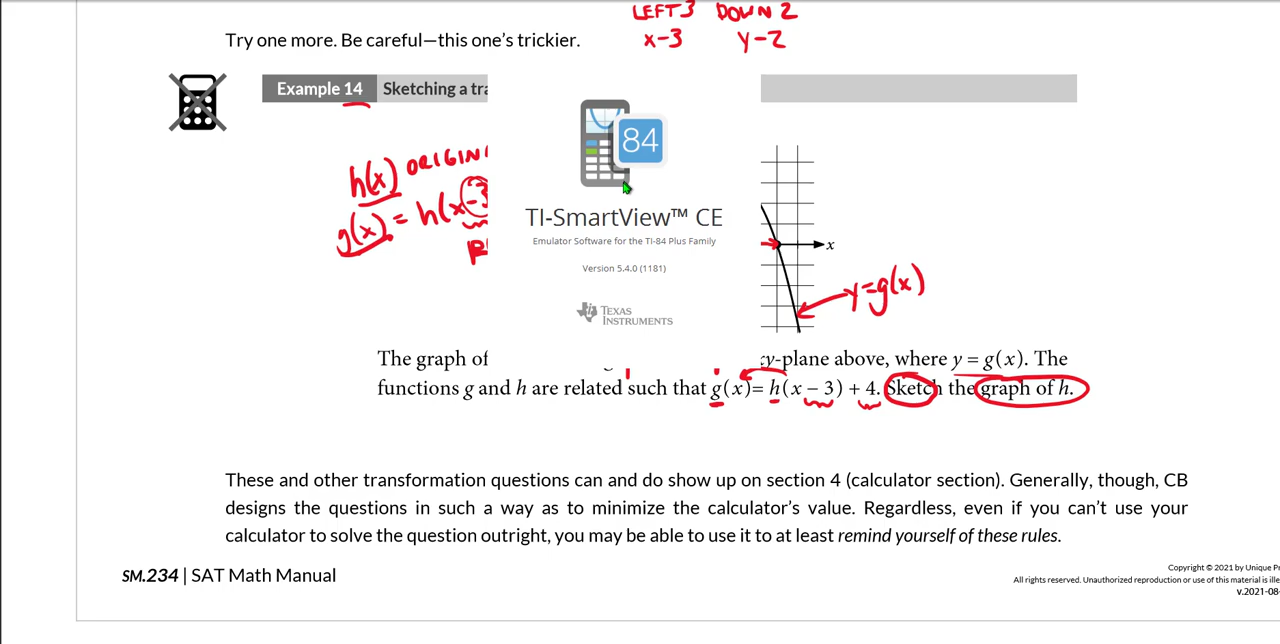 LEFT 3 DOWN 2
Try one more. Be careful—this one's trickier.
x-3 y-2
Example 14 Sketching a tra
84
h(x) ORIGIN
g(x) = h(x-3
TI-SmartView™ CE
Emulator Software for the TI-84 Plus Family
x
Version 5.4.0 (1181)
y=g(x)
TEXAS
INSTRUMENTS
The graph of y-plane above, where y = g(x). The
functions g and h are related such that g(x)= h(x − 3) + 4. Sketch the graph of h.
These and other transformation questions can and do show up on section 4 (calculator section). Generally, though, CB
designs the questions in such a way as to minimize the calculator's value. Regardless, even if you can't use your
calculator to solve the question outright, you may be able to use it to at least remind yourself of these rules.
SM.234 | SAT Math Manual
Copyright © 2021 by Unique Pr
All rights reserved. Unauthorized reproduction or use of this material is ille
v.2021-08-